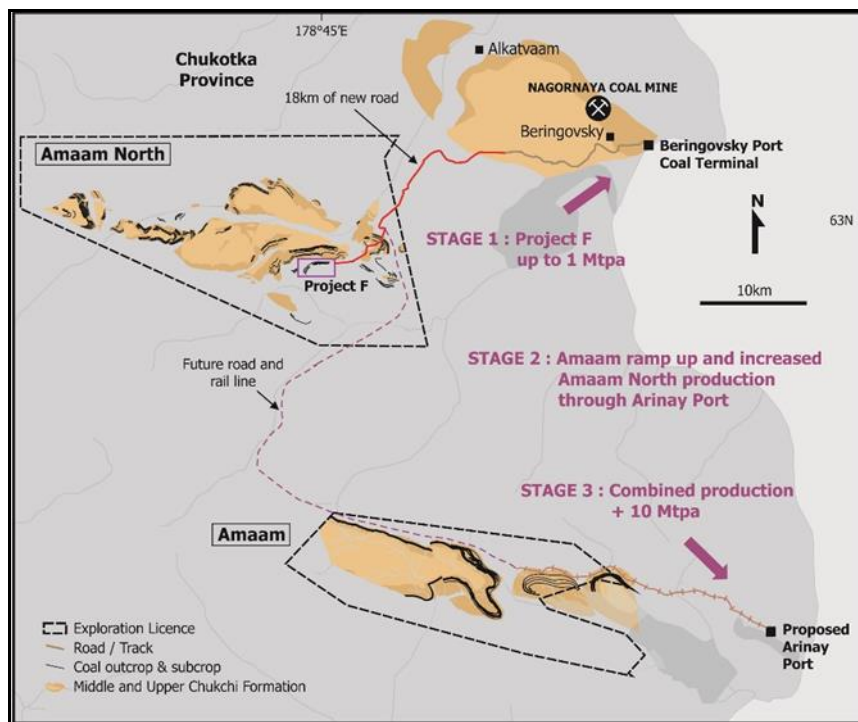 178°45'E
Chukotka
Province
Alkatvaam
18km of new road
NAGORNAYA COAL MINE
Beringovsky
Beringovsky Port
Coal Terminal
Amaam North
N
63N
STAGE 1 : Project F
up to 1 Mtpa
Project F
10km
Future road and
rail line
STAGE 2 : Amaam ramp up and increased
Amaam North production
through Arinay Port
STAGE 3 : Combined production
+ 10 Mtpa
Amaam
Exploration Licence
Road / Track
Coal outcrop & subcrop
Middle and Upper Chukchi Formation
Proposed
Arinay
Port